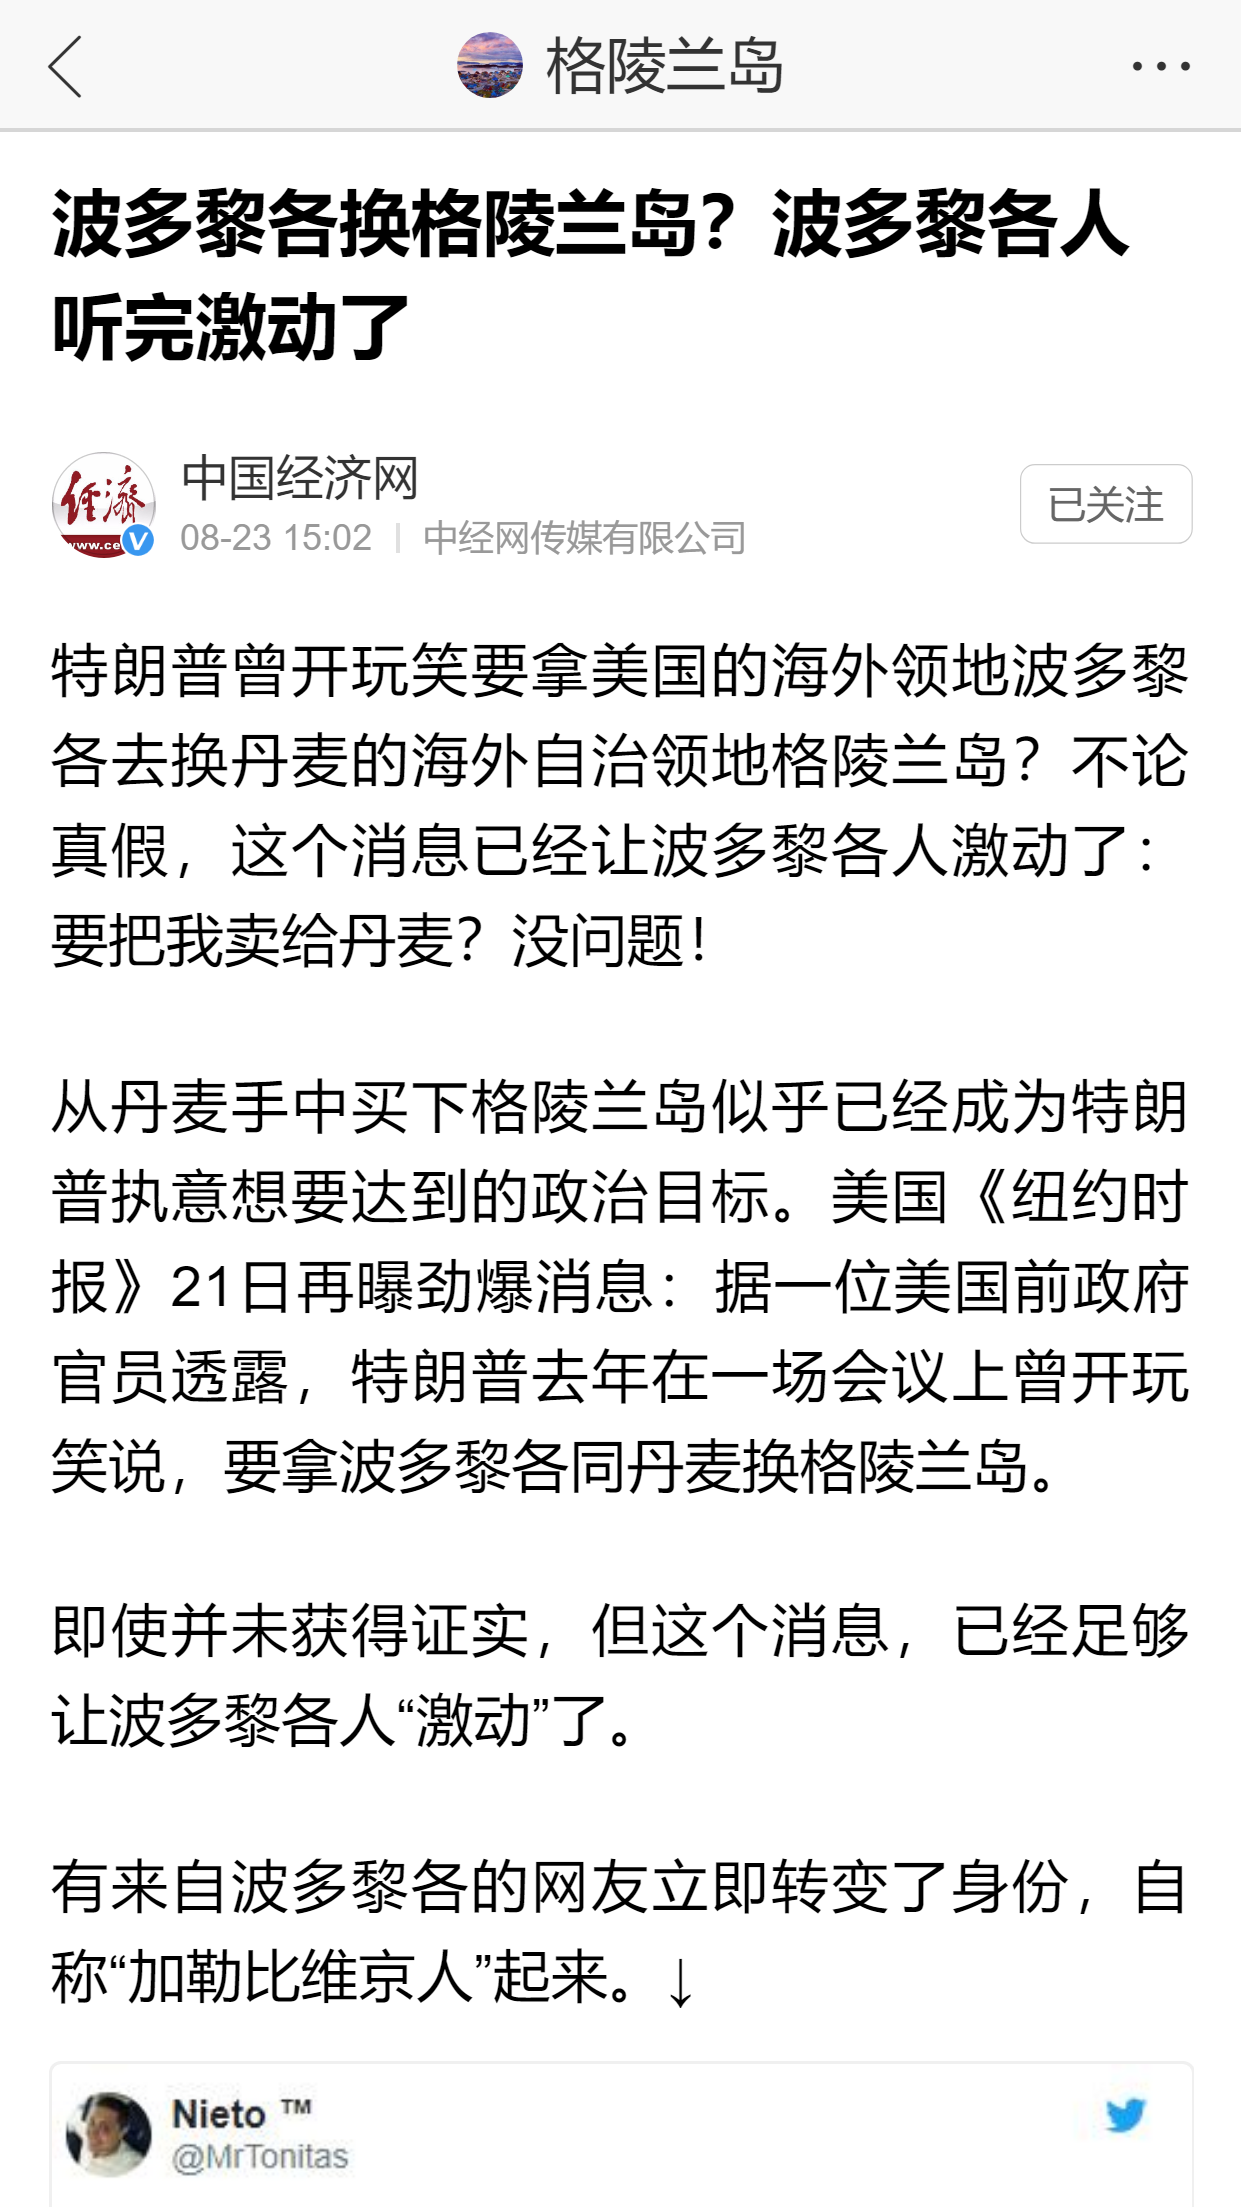 格陵兰岛
波多黎各换格陵兰岛？波多黎各人
听完激动了
经济
www.ce
V
中国经济网
08-23 15:02 | 中经网传媒有限公司
已关注
特朗普曾开玩笑要拿美国的海外领地波多黎
各去换丹麦的海外自治领地格陵兰岛？不论
真假，这个消息已经让波多黎各人激动了：
要把我卖给丹麦？没问题！
从丹麦手中买下格陵兰岛似乎已经成为特朗
普执意想要达到的政治目标。美国《纽约时
报》21日再曝劲爆消息：据一位美国前政府
官员透露，特朗普去年在一场会议上曾开玩
笑说，要拿波多黎各同丹麦换格陵兰岛。
即使并未获得证实，但这个消息，已经足够
让波多黎各人“激动”了。
有来自波多黎各的网友立即转变了身份，自
称“加勒比维京人”起来。↓
Nieto ™
@MrTonitas